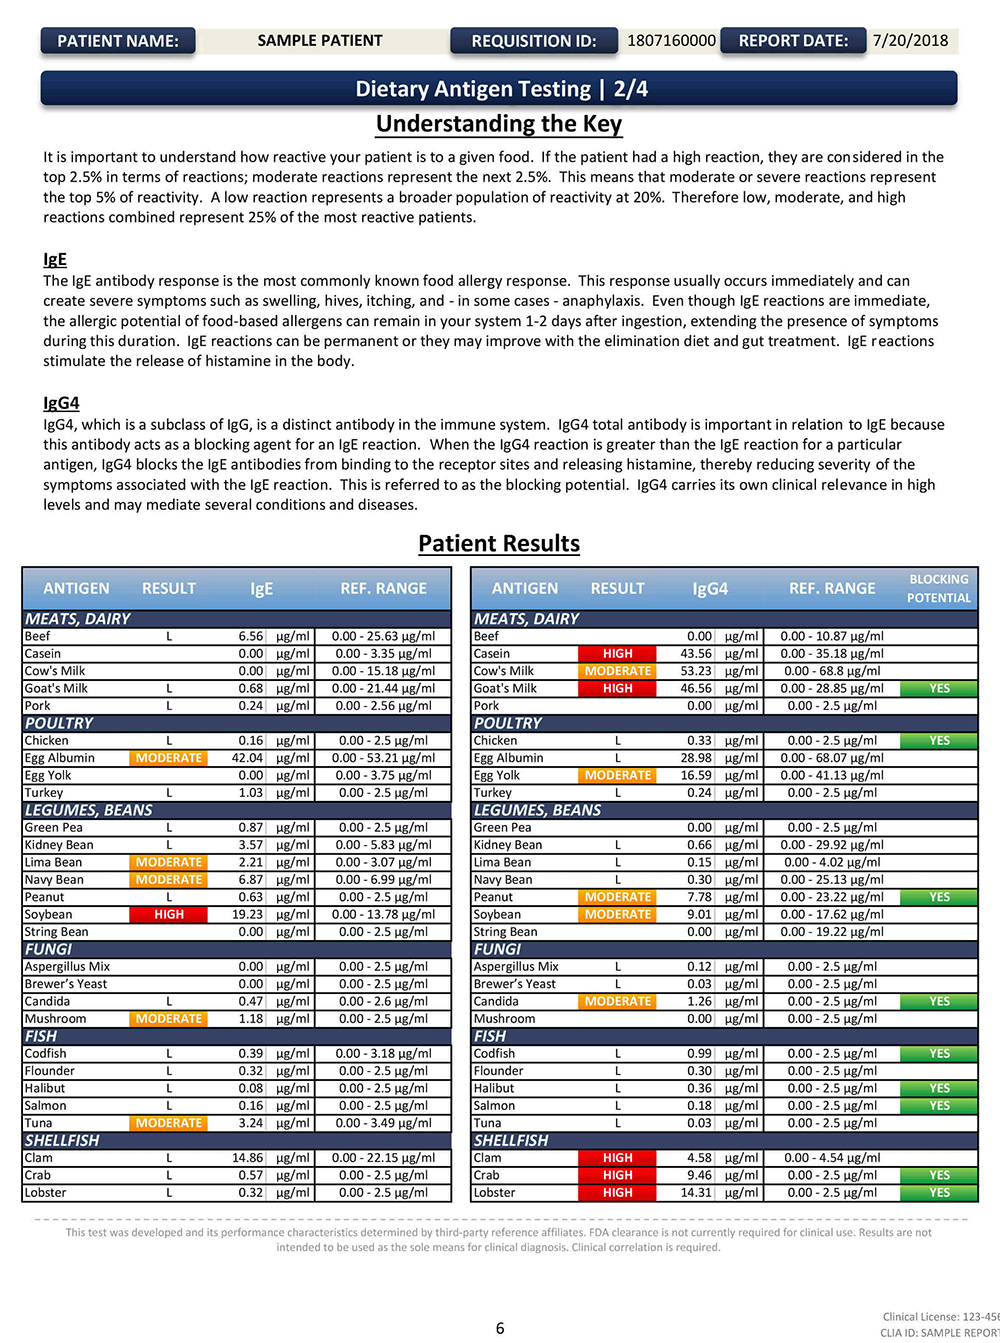 PATIENT NAME: SAMPLE PATIENT REQUISITION ID: 1807160000 REPORT DATE: 7/20/2018
Dietary Antigen Testing | 2/4
Understanding the Key
It is important to understand how reactive your patient is to a given food. If the patient had a high reaction, they are considered in the
top 2.5% in terms of reactions; moderate reactions represent the next 2.5%. This means that moderate or severe reactions represent
the top 5% of reactivity. A low reaction represents a broader population of reactivity at 20%. Therefore low, moderate, and high
reactions combined represent 25% of the most reactive patients.
IgE
The IgE antibody response is the most commonly known food allergy response. This response usually occurs immediately and can
create severe symptoms such as swelling, hives, itching, and - in some cases - anaphylaxis. Even though IgE reactions are immediate,
the allergic potential of food-based allergens can remain in your system 1-2 days after ingestion, extending the presence of symptoms
during this duration. IgE reactions can be permanent or they may improve with the elimination diet and gut treatment. IgE reactions
stimulate the release of histamine in the body.
IgG4
IgG4, which is a subclass of IgG, is a distinct antibody in the immune system. IgG4 total antibody is important in relation to IgE because
this antibody acts as a blocking agent for an IgE reaction. When the IgG4 reaction is greater than the IgE reaction for a particular
antigen, IgG4 blocks the IgE antibodies from binding to the receptor sites and releasing histamine, thereby reducing severity of the
symptoms associated with the IgE reaction. This is referred to as the blocking potential. IgG4 carries its own clinical relevance in high
levels and may mediate several conditions and diseases.
Patient Results
ANTIGEN RESULT IgE REF. RANGE
MEATS, DAIRY
Beef L 6.56 µg/ml 0.00 - 25.63 µg/ml
Casein 0.00 µg/ml 0.00 - 3.35 µg/ml
Cow's Milk 0.00 µg/ml 0.00 - 15.18 µg/ml
Goat's Milk L 0.68 µg/ml 0.00 - 21.44 µg/ml
Pork L 0.24 µg/ml 0.00 - 2.56 µg/ml
POULTRY
Chicken L 0.16 µg/ml 0.00 - 2.5 µg/ml
Egg Albumin MODERATE 42.04 µg/ml 0.00 - 53.21 µg/ml
Egg Yolk 0.00 µg/ml 0.00 - 3.75 µg/ml
Turkey L 1.03 µg/ml 0.00 - 2.5 µg/ml
LEGUMES, BEANS
Green Pea L 0.87 µg/ml 0.00 - 2.5 µg/ml
Kidney Bean L 3.57 µg/ml 0.00 - 5.83 µg/ml
Lima Bean MODERATE 2.21 µg/ml 0.00 - 3.07 µg/ml
Navy Bean MODERATE 6.87 µg/ml 0.00 - 6.99 µg/ml
Peanut L 0.63 µg/ml 0.00 - 2.5 µg/ml
Soybean HIGH 19.23 µg/ml 0.00 - 13.78 µg/ml
String Bean 0.00 µg/ml 0.00 - 2.5 µg/ml
FUNGI
Aspergillus Mix 0.00 µg/ml 0.00 - 2.5 µg/ml
Brewer's Yeast 0.00 µg/ml 0.00 - 2.5 µg/ml
Candida L 0.47 µg/ml 0.00 - 2.6 µg/ml
Mushroom MODERATE 1.18 µg/ml 0.00 - 2.5 µg/ml
FISH
Codfish L 0.39 µg/ml 0.00 - 3.18 µg/ml
Flounder L 0.32 µg/ml 0.00 - 2.5 µg/ml
Halibut L 0.08 µg/ml 0.00 - 2.5 µg/ml
Salmon L 0.16 µg/ml 0.00 - 2.5 µg/ml
Tuna MODERATE 3.24 µg/ml 0.00 - 3.49 µg/ml
SHELLFISH
Clam L 14.86 µg/ml 0.00 - 22.15 µg/ml
Crab L 0.57 µg/ml 0.00 - 2.5 µg/ml
Lobster L 0.32 µg/ml 0.00 - 2.5 µg/ml
ANTIGEN RESULT IgG4 REF. RANGE BLOCKING POTENTIAL
MEATS, DAIRY
Beef 0.00 µg/ml 0.00 - 10.87 µg/ml
Casein HIGH 43.56 µg/ml 0.00 - 35.18 µg/ml
Cow's Milk MODERATE 53.23 µg/ml 0.00 - 68.8 µg/ml
Goat's Milk HIGH 46.56 µg/ml 0.00 - 28.85 µg/ml YES
Pork 0.00 µg/ml 0.00 - 2.5 µg/ml
POULTRY
Chicken L 0.33 µg/ml 0.00 - 2.5 µg/ml YES
Egg Albumin L 28.98 µg/ml 0.00 - 68.07 µg/ml
Egg Yolk MODERATE 16.59 µg/ml 0.00 - 41.13 µg/ml
Turkey L 0.24 µg/ml 0.00 - 2.5 µg/ml
LEGUMES, BEANS
Green Pea 0.00 µg/ml 0.00 - 2.5 µg/ml
Kidney Bean L 0.66 µg/ml 0.00 - 29.92 µg/ml
Lima Bean L 0.15 µg/ml 0.00 - 4.02 µg/ml
Navy Bean L 0.30 µg/ml 0.00 - 25.13 µg/ml
Peanut MODERATE 7.78 µg/ml 0.00 - 23.22 µg/ml YES
Soybean MODERATE 9.01 µg/ml 0.00 - 17.62 µg/ml
String Bean 0.00 µg/ml 0.00 - 19.22 µg/ml
FUNGI
Aspergillus Mix L 0.12 µg/ml 0.00 - 2.5 µg/ml
Brewer's Yeast L 0.03 µg/ml 0.00 - 2.5 µg/ml
Candida MODERATE 1.26 µg/ml 0.00 - 2.5 µg/ml YES
Mushroom 0.00 µg/ml 0.00 - 2.5 µg/ml
FISH
Codfish L 0.99 µg/ml 0.00 - 2.5 µg/ml YES
Flounder L 0.30 µg/ml 0.00 - 2.5 µg/ml
Halibut L 0.36 µg/ml 0.00 - 2.5 µg/ml YES
Salmon L 0.18 µg/ml 0.00 - 2.5 µg/ml YES
Tuna L 0.03 µg/ml 0.00 - 2.5 µg/ml
SHELLFISH
Clam HIGH 4.58 µg/ml 0.00 - 4.54 µg/ml
Crab HIGH 9.46 µg/ml 0.00 - 2.5 µg/ml YES
Lobster HIGH 14.31 µg/ml 0.00 - 2.5 µg/ml YES
This test was developed and its performance characteristics determined by third-party reference affiliates. FDA clearance is not currently required for clinical use. Results are not
intended to be used as the sole means for clinical diagnosis. Clinical correlation is required.
6
Clinical License: 123-456
CLIA ID: SAMPLE REPORT